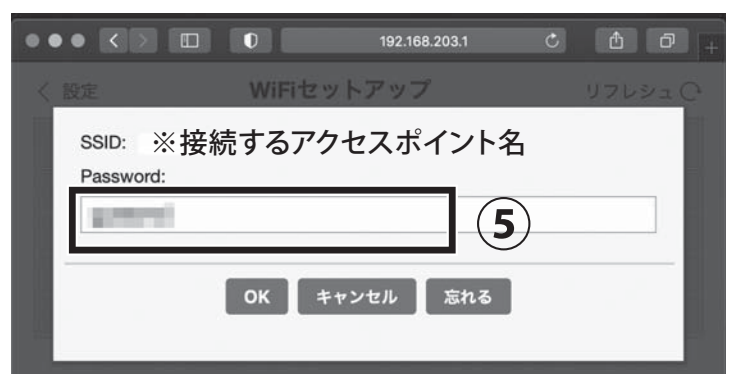 192.168.203.1
設定 WiFiセットアップ リフレシュ
SSID: ※接続するアクセスポイント名
Password:
⑤
OK キャンセル 忘れる